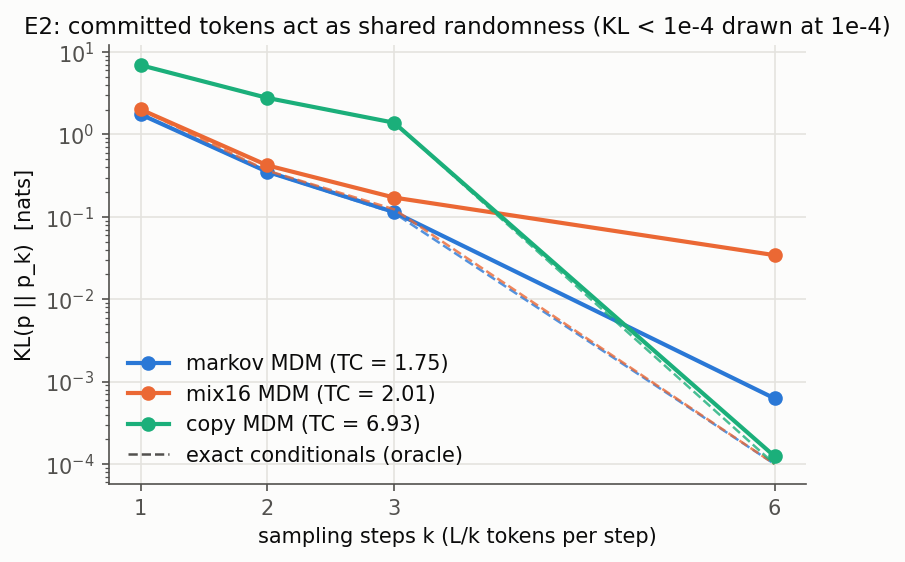 E2: committed tokens act as shared randomness (KL < 1e-4 drawn at 1e-4)
KL(p || p_k) [nats]
10^1
10^0
10^−1
10^−2
10^−3
10^−4
markov MDM (TC = 1.75)
mix16 MDM (TC = 2.01)
copy MDM (TC = 6.93)
exact conditionals (oracle)
1 2 3 6
sampling steps k (L/k tokens per step)